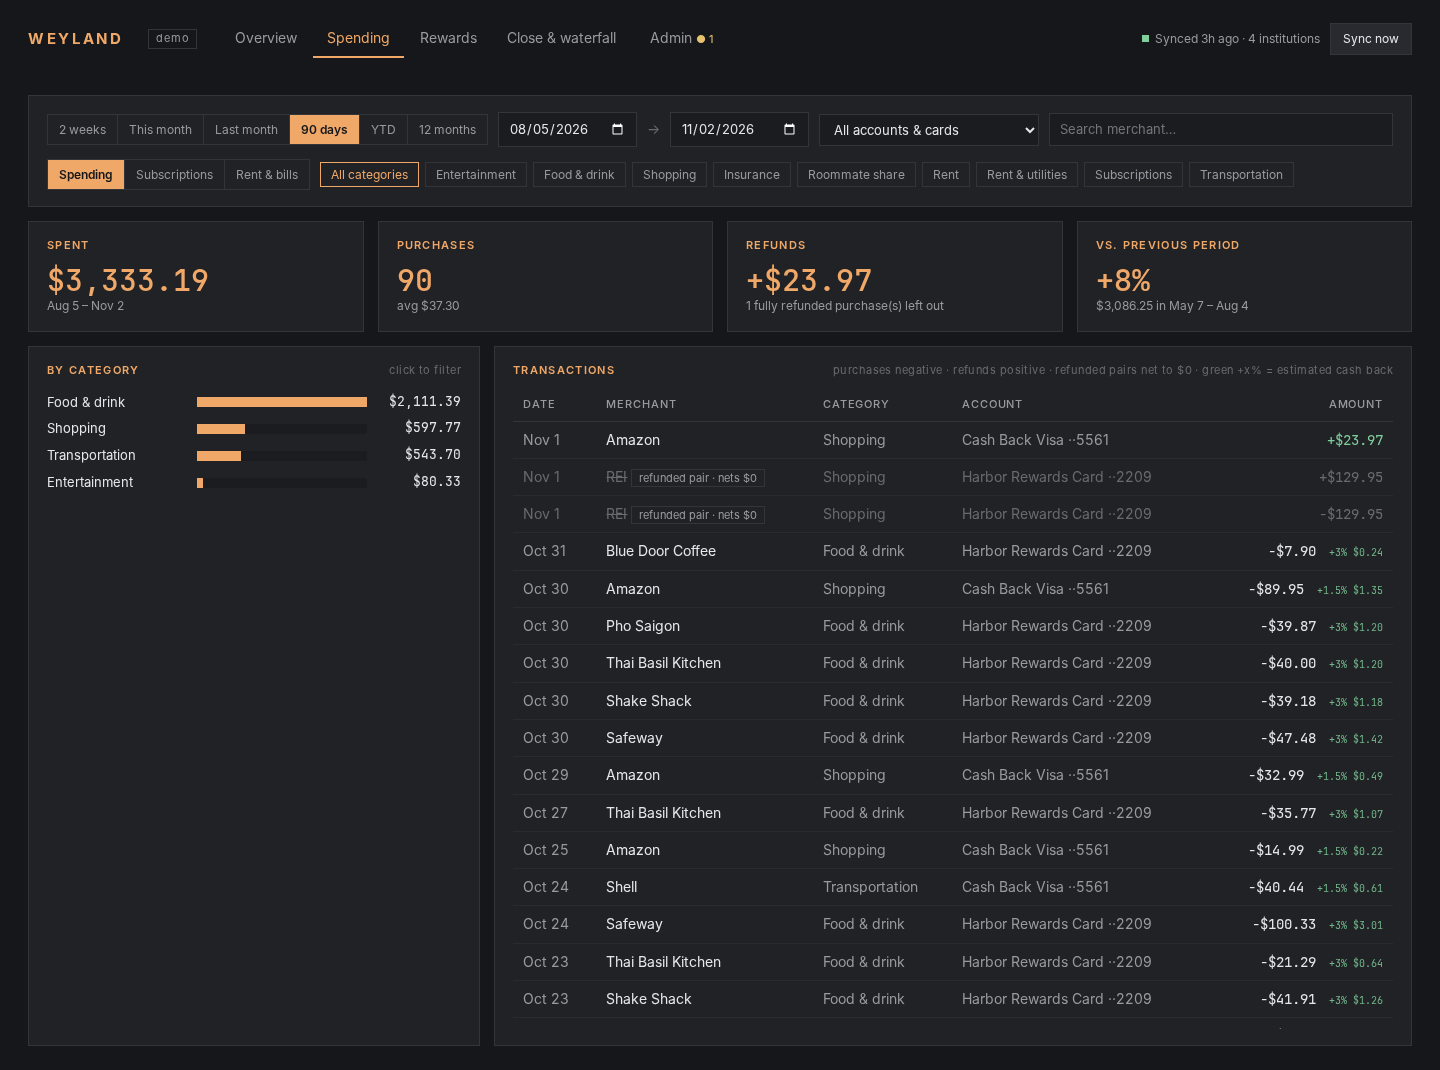 WEYLAND demo Overview Spending Rewards Close & waterfall Admin 1 Synced 3h ago · 4 institutions Sync now
2 weeks This month Last month 90 days YTD 12 months 08/05/2026 → 11/02/2026 All accounts & cards Search merchant...
Spending Subscriptions Rent & bills All categories Entertainment Food & drink Shopping Insurance Roommate share Rent Rent & utilities Subscriptions Transportation
SPENT
$3,333.19
Aug 5 – Nov 2
PURCHASES
90
avg $37.30
REFUNDS
+$23.97
1 fully refunded purchase(s) left out
VS. PREVIOUS PERIOD
+8%
$3,086.25 in May 7 – Aug 4
BY CATEGORY click to filter
Food & drink $2,111.39
Shopping $597.77
Transportation $543.70
Entertainment $80.33
TRANSACTIONS purchases negative · refunds positive · refunded pairs net to $0 · green +x% = estimated cash back
DATE MERCHANT CATEGORY ACCOUNT AMOUNT
Nov 1 Amazon Shopping Cash Back Visa ··5561 +$23.97
Nov 1 REI refunded pair · nets $0 Shopping Harbor Rewards Card ··2209 +$129.95
Nov 1 REI refunded pair · nets $0 Shopping Harbor Rewards Card ··2209 -$129.95
Oct 31 Blue Door Coffee Food & drink Harbor Rewards Card ··2209 -$7.90 +3% $0.24
Oct 30 Amazon Shopping Cash Back Visa ··5561 -$89.95 +1.5% $1.35
Oct 30 Pho Saigon Food & drink Harbor Rewards Card ··2209 -$39.87 +3% $1.20
Oct 30 Thai Basil Kitchen Food & drink Harbor Rewards Card ··2209 -$40.00 +3% $1.20
Oct 30 Shake Shack Food & drink Harbor Rewards Card ··2209 -$39.18 +3% $1.18
Oct 30 Safeway Food & drink Harbor Rewards Card ··2209 -$47.48 +3% $1.42
Oct 29 Amazon Shopping Cash Back Visa ··5561 -$32.99 +1.5% $0.49
Oct 27 Thai Basil Kitchen Food & drink Harbor Rewards Card ··2209 -$35.77 +3% $1.07
Oct 25 Amazon Shopping Cash Back Visa ··5561 -$14.99 +1.5% $0.22
Oct 24 Shell Transportation Cash Back Visa ··5561 -$40.44 +1.5% $0.61
Oct 24 Safeway Food & drink Harbor Rewards Card ··2209 -$100.33 +3% $3.01
Oct 23 Thai Basil Kitchen Food & drink Harbor Rewards Card ··2209 -$21.29 +3% $0.64
Oct 23 Shake Shack Food & drink Harbor Rewards Card ··2209 -$41.91 +3% $1.26